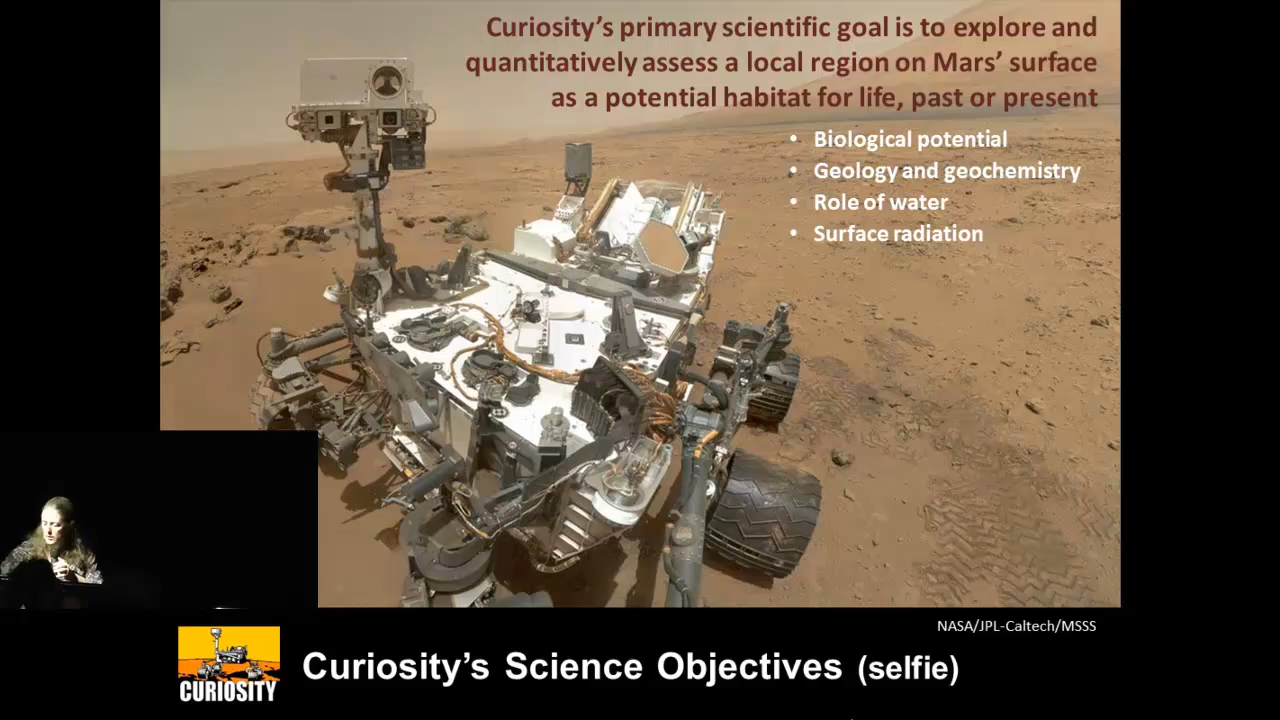 Curiosity’s primary scientific goal is to explore and
quantitatively assess a local region on Mars’ surface
as a potential habitat for life, past or present
• Biological potential
• Geology and geochemistry
• Role of water
• Surface radiation
NASA/JPL-Caltech/MSSS
CURIOSITY
Curiosity’s Science Objectives (selfie)